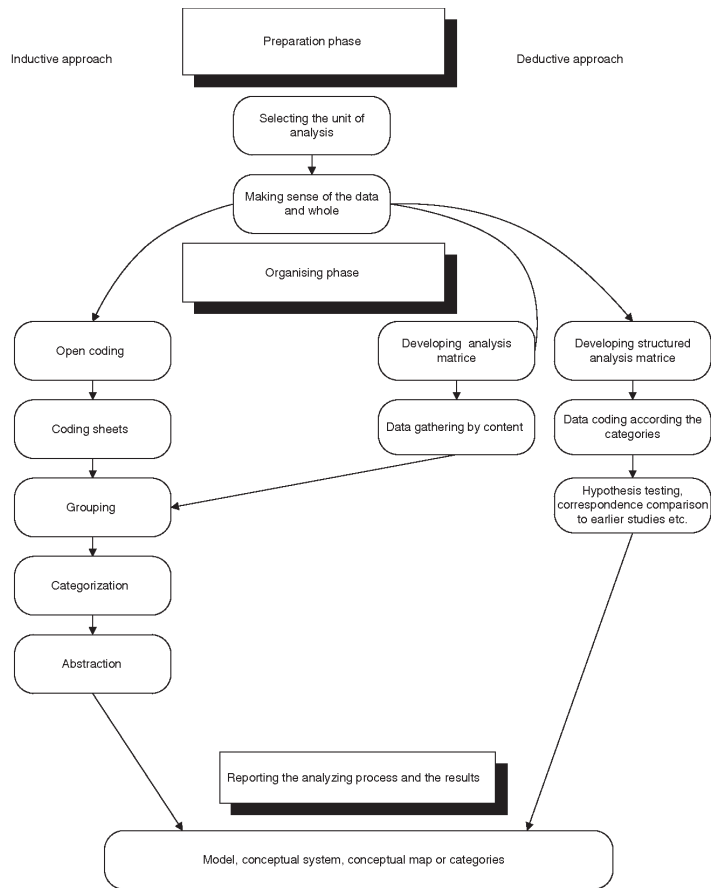 Preparation phase
Inductive approach
Deductive approach
Selecting the unit of
analysis
Making sense of the data
and whole
Organising phase
Open coding
Developing analysis
matrice
Developing structured
analysis matrice
Coding sheets
Data gathering by content
Data coding according the
categories
Grouping
Hypothesis testing,
correspondence comparison
to earlier studies etc.
Categorization
Abstraction
Reporting the analyzing process and the results
Model, conceptual system, conceptual map or categories